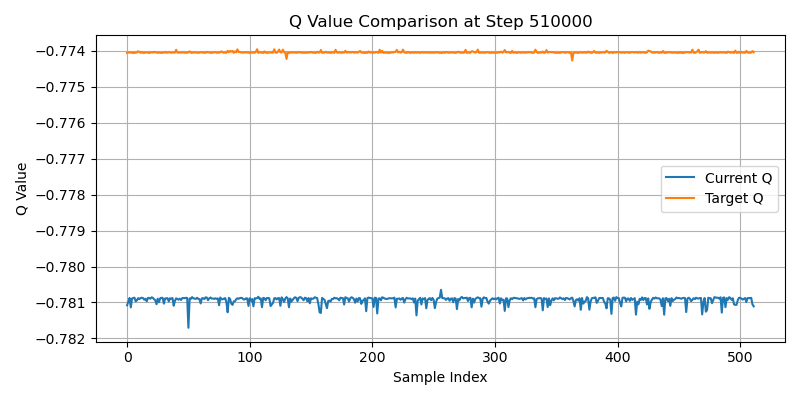 Q Value Comparison at Step 510000
−0.774
−0.775
−0.776
−0.777
−0.778
−0.779
−0.780
−0.781
−0.782
Q Value
Current Q
Target Q
0 100 200 300 400 500
Sample Index